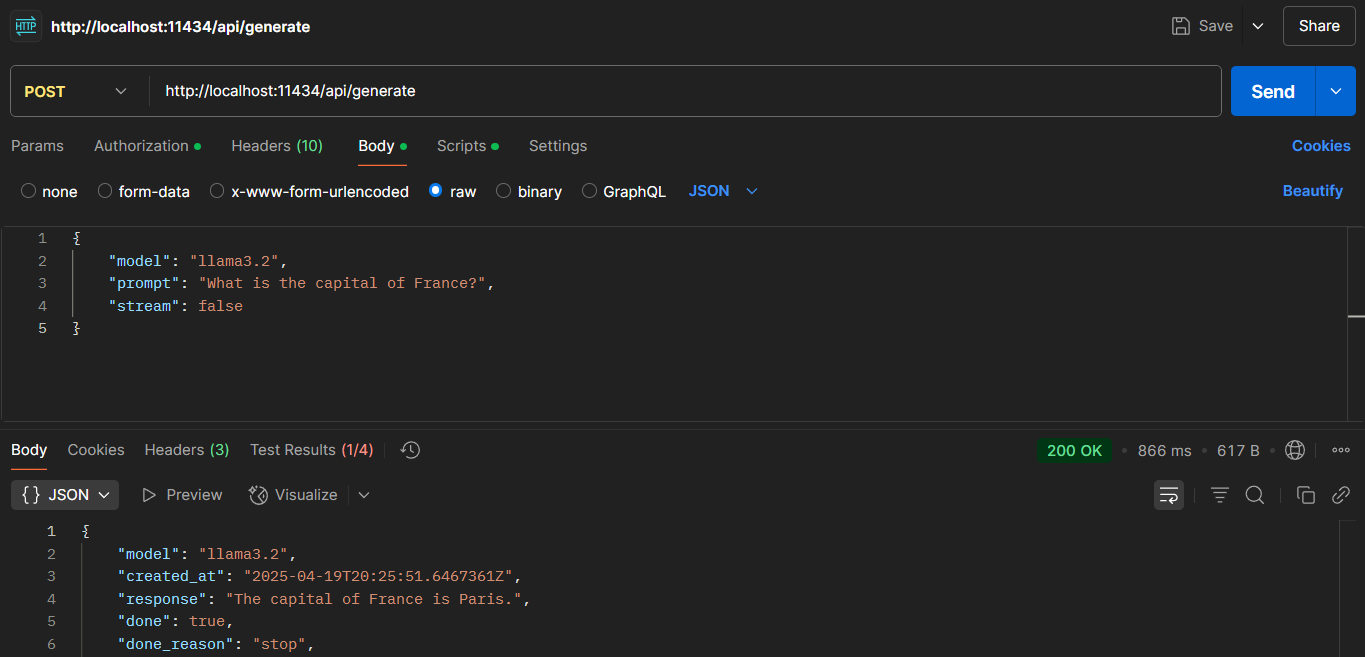 HTTP http://localhost:11434/api/generate Save Share
POST http://localhost:11434/api/generate Send
Params Authorization Headers (10) Body Scripts Settings Cookies
none form-data x-www-form-urlencoded raw binary GraphQL JSON Beautify
1 {
2 "model": "llama3.2",
3 "prompt": "What is the capital of France?",
4 "stream": false
5 }
Body Cookies Headers (3) Test Results (1/4) 200 OK • 866 ms • 617 B •
{} JSON Preview Visualize
1 {
2 "model": "llama3.2",
3 "created_at": "2025-04-19T20:25:51.6467361Z",
4 "response": "The capital of France is Paris.",
5 "done": true,
6 "done_reason": "stop",